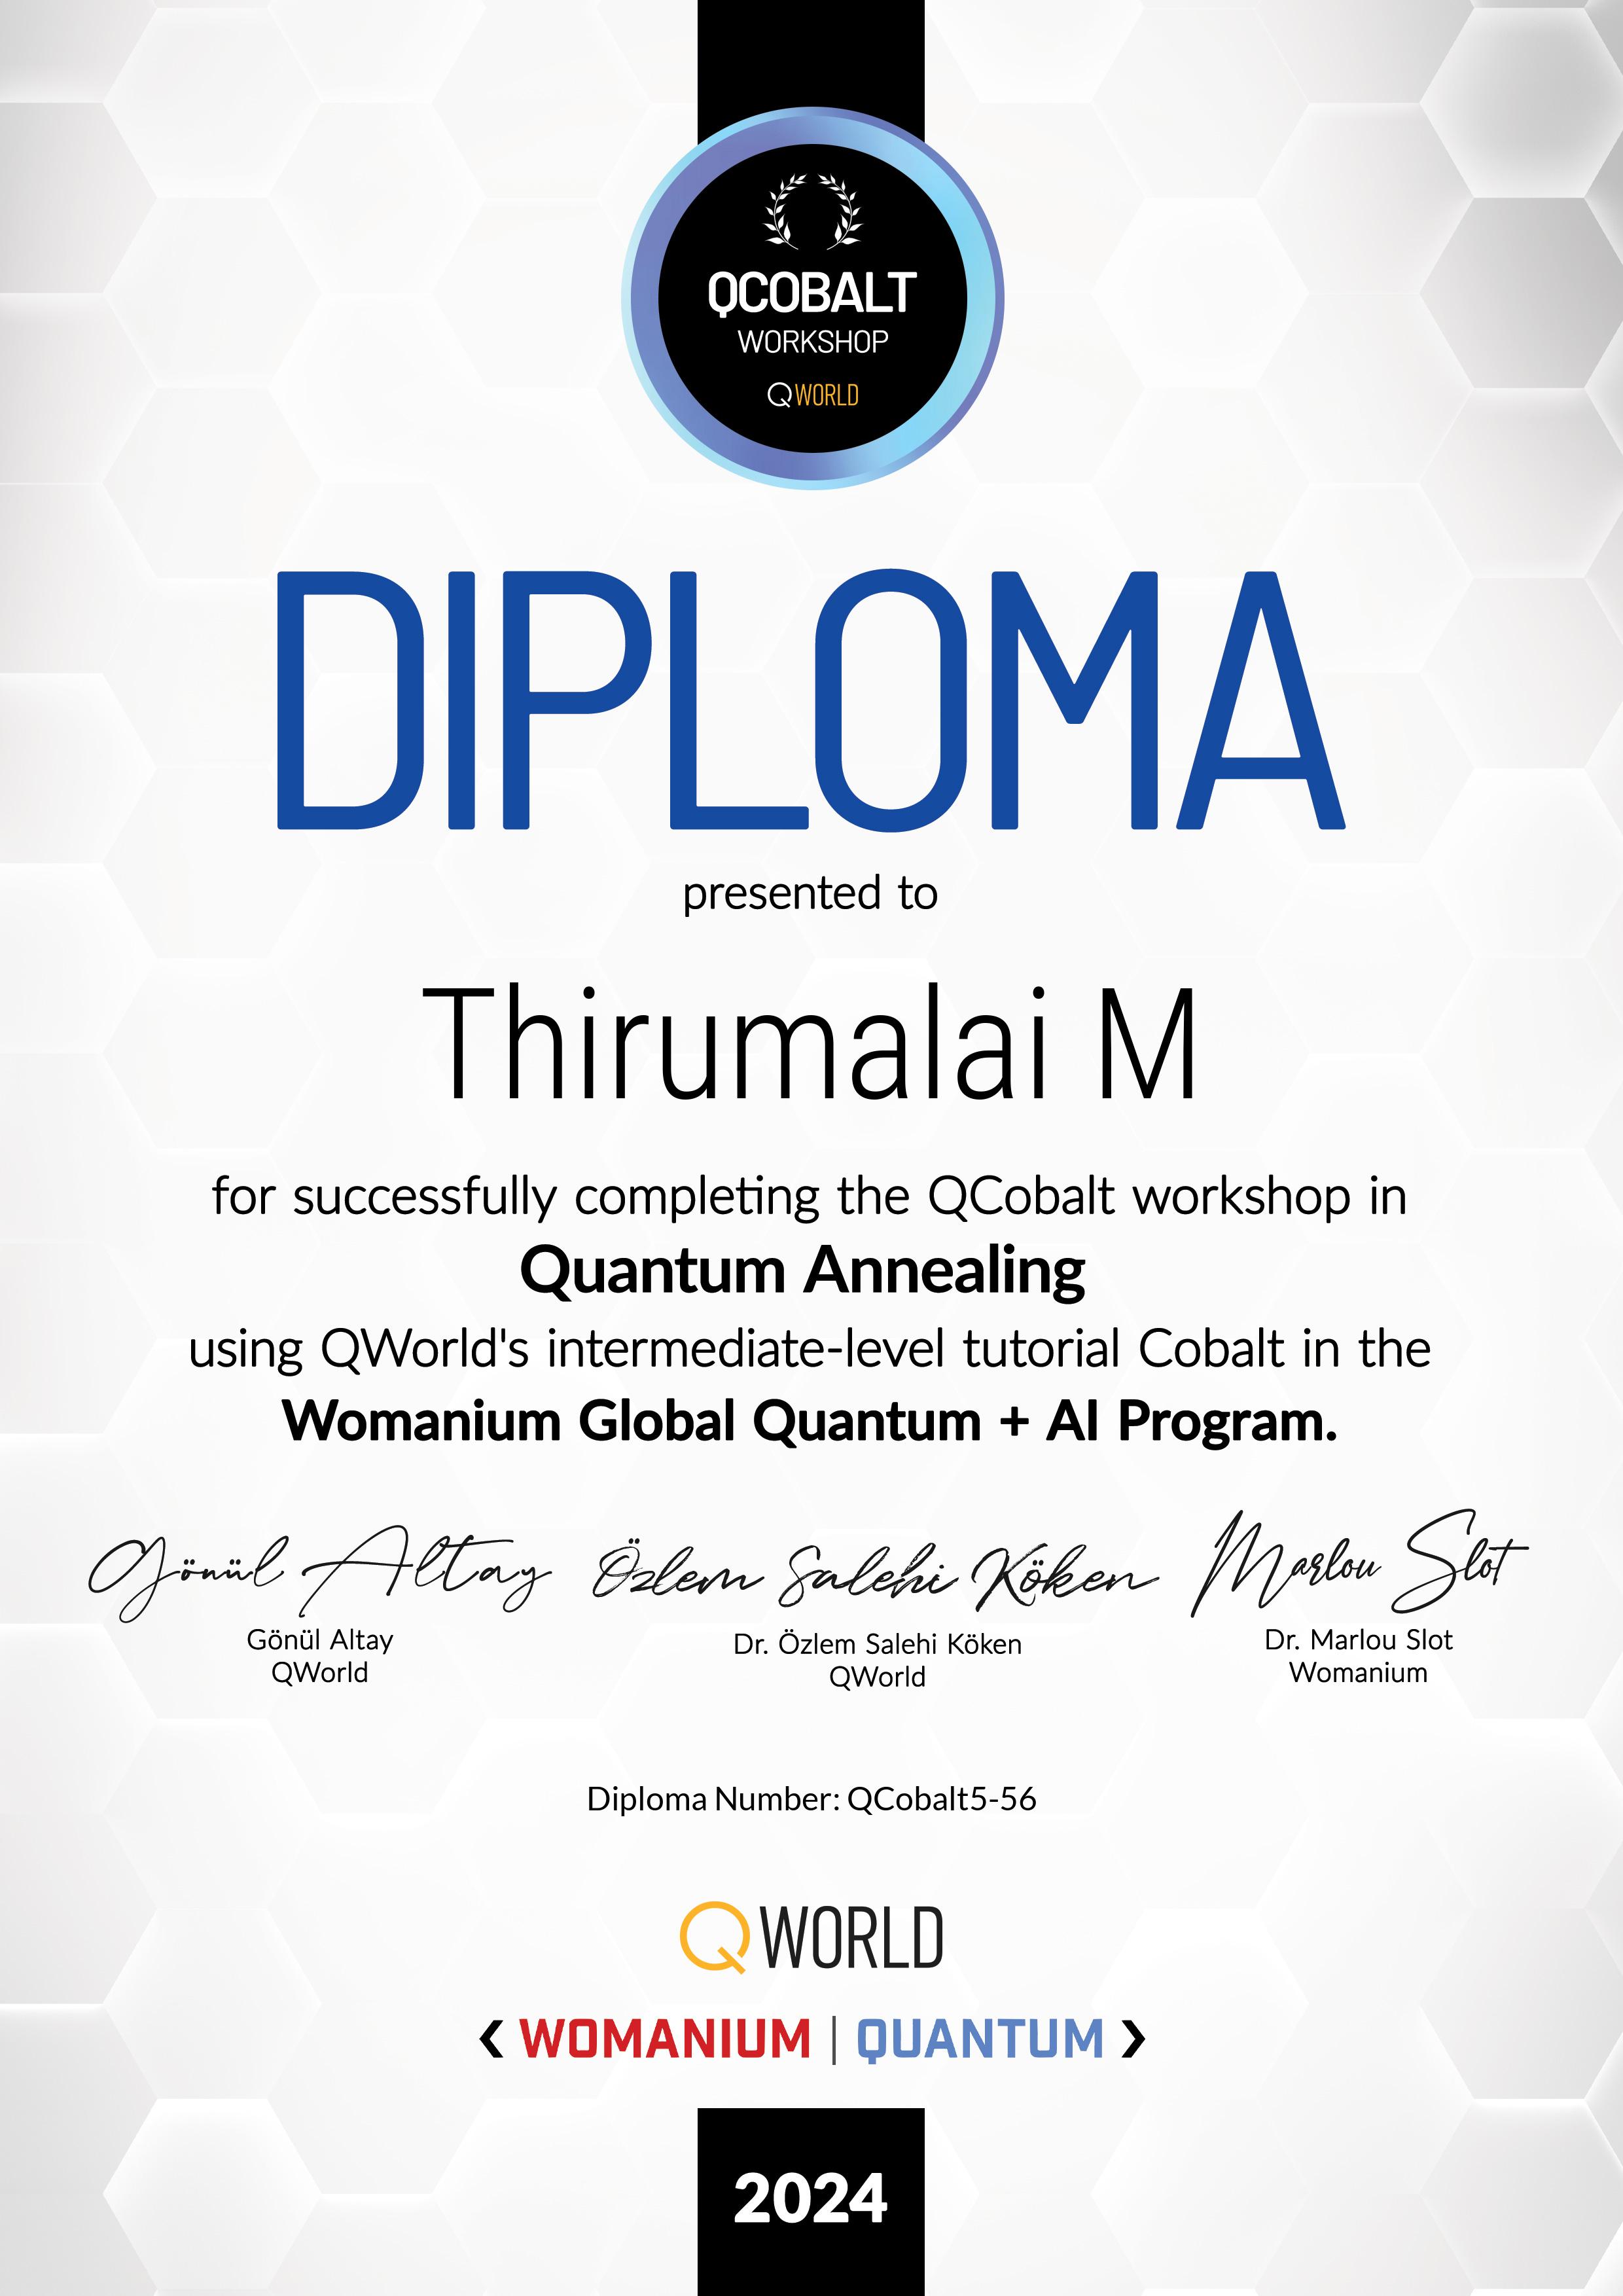 QCOBALT
WORKSHOP
QWORLD
DIPLOMA
presented to
Thirumalai M
for successfully completing the QCobalt workshop in
Quantum Annealing
using QWorld's intermediate-level tutorial Cobalt in the
Womanium Global Quantum + AI Program.
Gönül Altay Özlem Salehi Köken Marlou Slot
Gönül Altay Dr. Özlem Salehi Köken Dr. Marlou Slot
QWorld QWorld Womanium
Diploma Number: QCobalt5-56
QWORLD
❮ WOMANIUM | QUANTUM ❯
2024